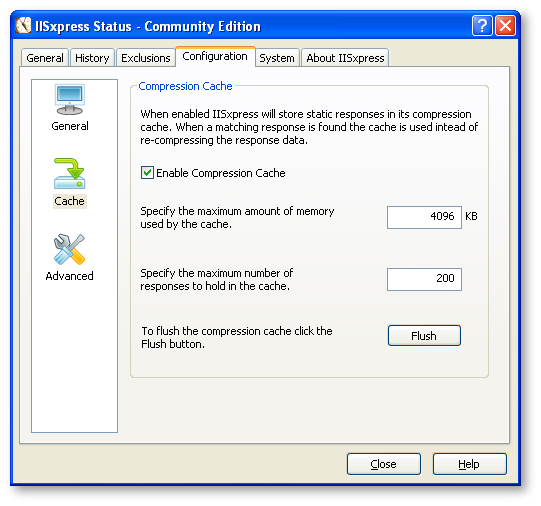 IISxpress Status - Community Edition
General History Exclusions Configuration System About IISxpress
General
Cache
Advanced
Compression Cache
When enabled IISxpress will store static responses in its compression
cache. When a matching response is found the cache is used intead of
re-compressing the response data.
Enable Compression Cache
Specify the maximum amount of memory
used by the cache.
4096 KB
Specify the maximum number of
responses to hold in the cache.
200
To flush the compression cache click the
Flush button.
Flush
Close Help